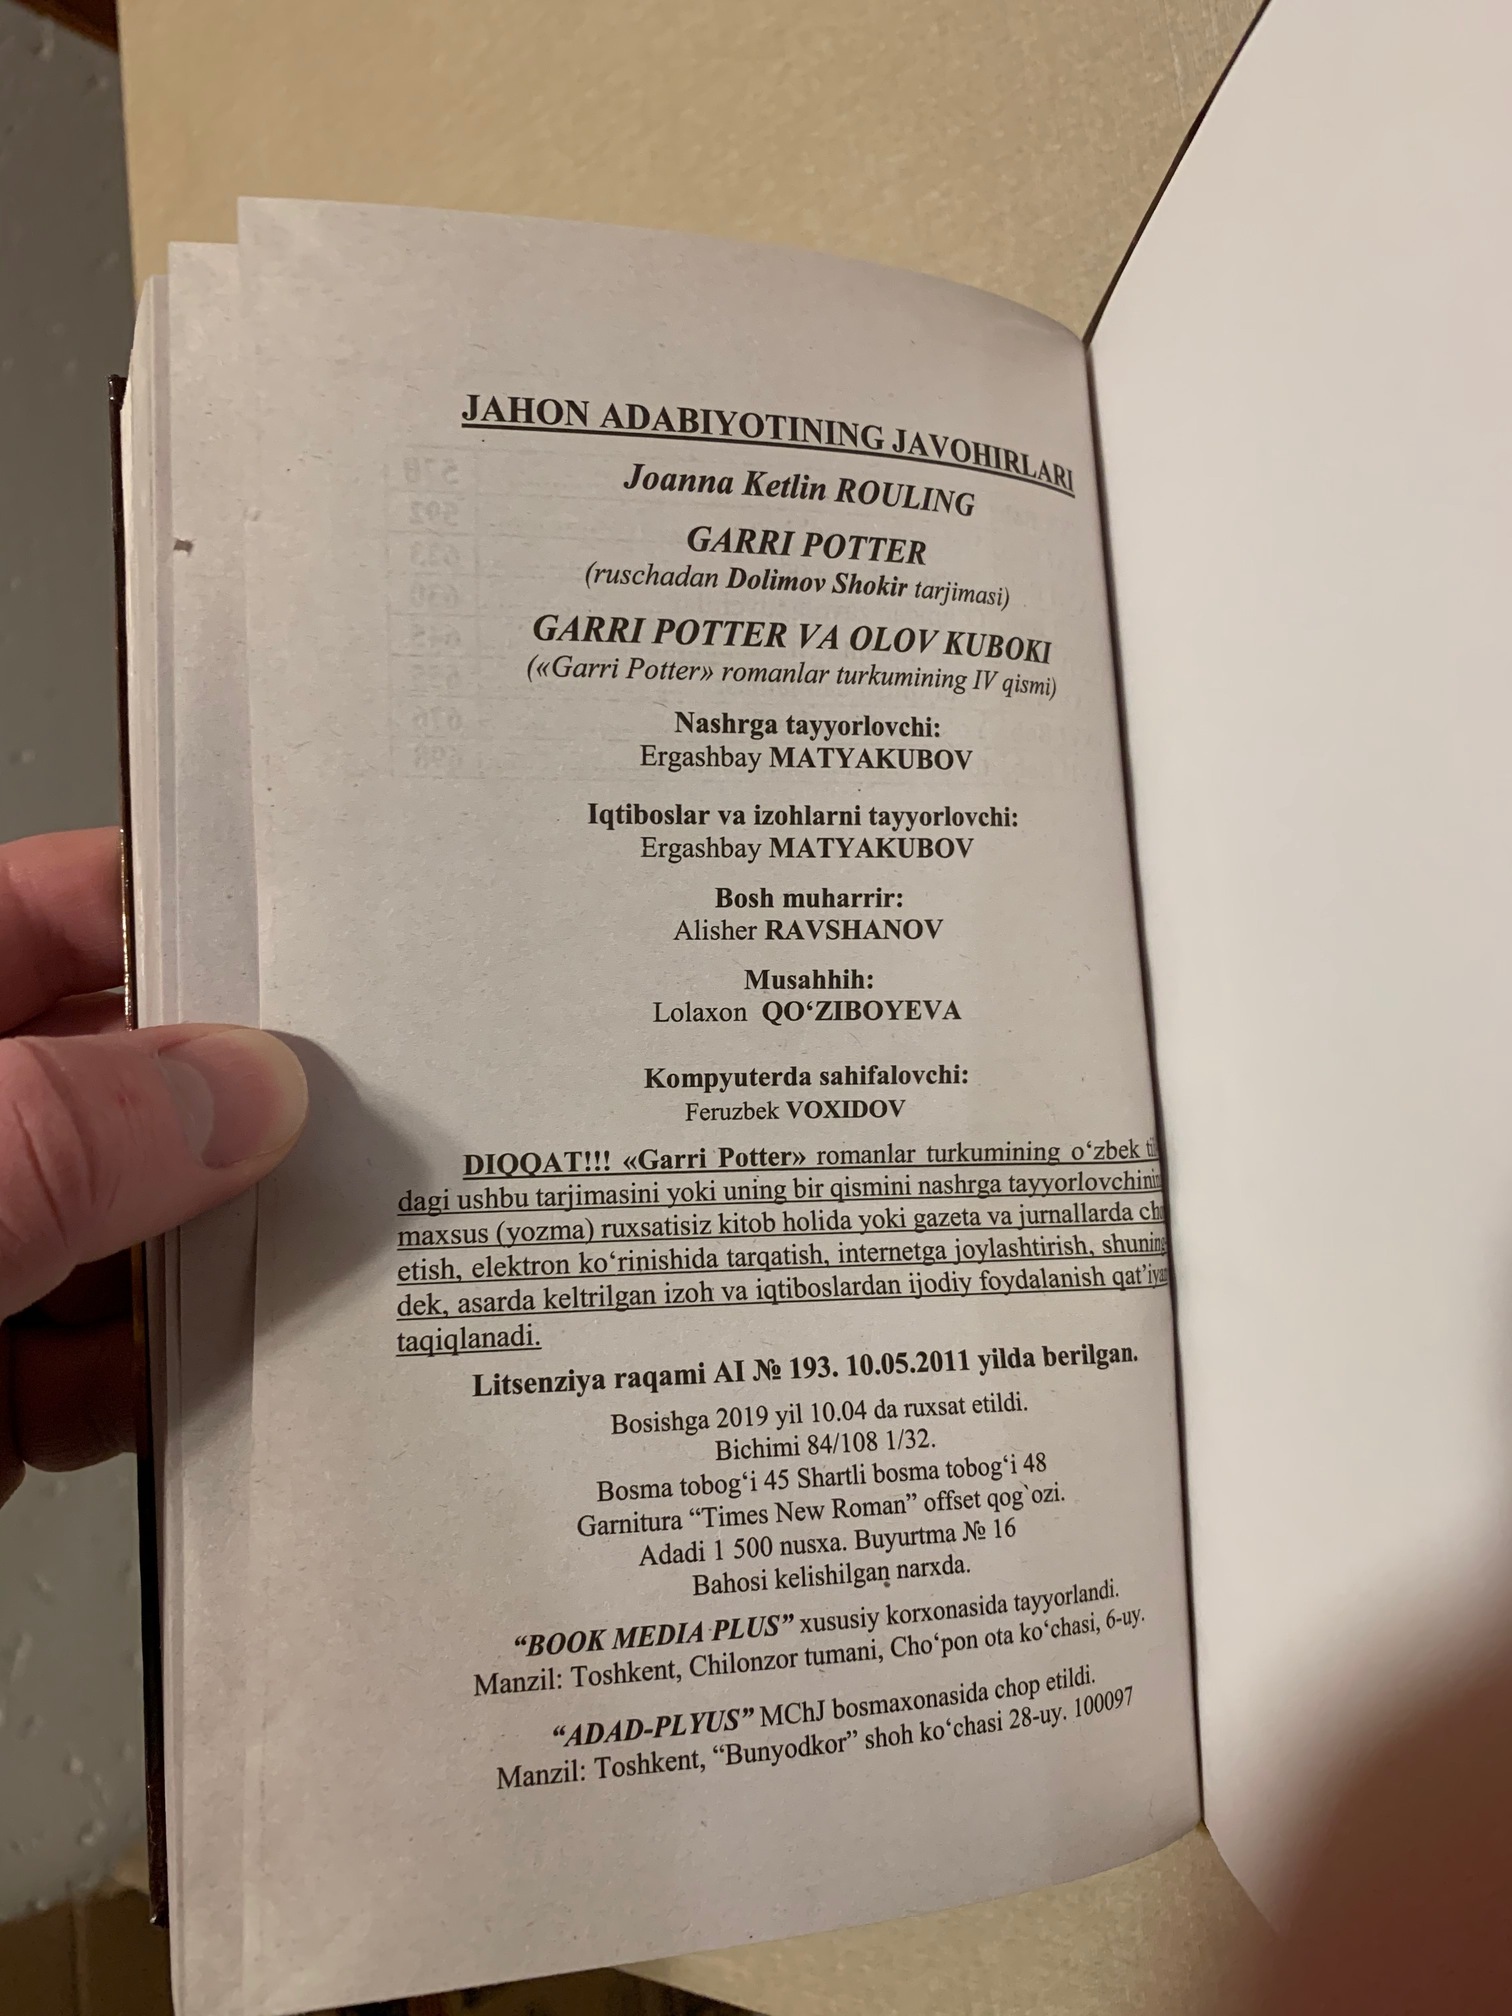 JAHON ADABIYOTINING JAVOHIRLARI
Joanna Ketlin ROULING
GARRI POTTER
(ruschadan Dolimov Shokir tarjimasi)
GARRI POTTER VA OLOV KUBOKI
(«Garri Potter» romanlar turkumining IV qismi)
Nashrga tayyorlovchi:
Ergashbay MATYAKUBOV
Iqtiboslar va izohlarni tayyorlovchi:
Ergashbay MATYAKUBOV
Bosh muharrir:
Alisher RAVSHANOV
Musahhih:
Lolaxon QO‘ZIBOYEVA
Kompyuterda sahifalovchi:
Feruzbek VOXIDOV
DIQQAT!!! «Garri Potter» romanlar turkumining o‘zbek
dagi ushbu tarjimasini yoki uning bir qismini nashrga
maxsus (yozma) ruxsatisiz kitob holida yoki gazeta va jurnallarda
etish, elektron ko‘rinishida tarqatish, internetga joylashtirish,
dek, asarda keltrilgan izoh va iqtiboslardan ijodiy foydalanish
taqiqlanadi.
Litsenziya raqami AI № 193. 10.05.2011 yilda berilgan.
Bosishga 2019 yil 10.04 da ruxsat etildi.
Bichimi 84/108 1/32.
Bosma tobog‘i 45 Shartli bosma tobog‘i 48
Garnitura “Times New Roman” offset qog`ozi.
Adadi 1 500 nusxa. Buyurtma № 16
Bahosi kelishilgan narxda.
“BOOK MEDIA PLUS” xususiy korxonasida tayyorlandi.
Manzil: Toshkent, Chilonzor tumani, Cho‘pon ota ko‘chasi, 6-uy.
“ADAD-PLYUS” MChJ bosmaxonasida chop etildi.
Manzil: Toshkent, “Bunyodkor” shoh ko‘chasi 28-uy. 100097